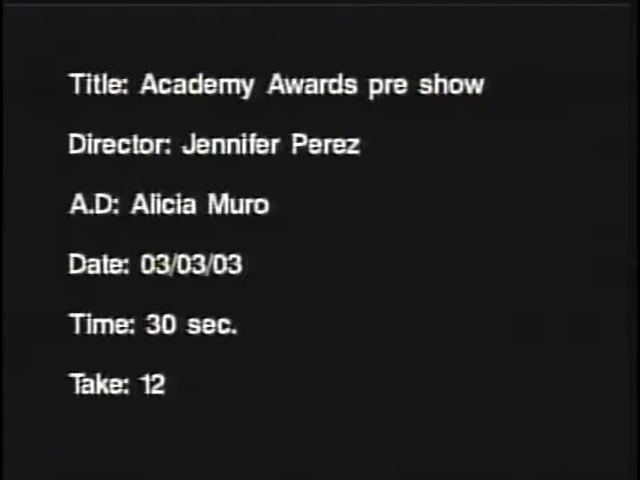 Title: Academy Awards pre show
Director: Jennifer Perez
A.D: Alicia Muro
Date: 03/03/03
Time: 30 sec.
Take: 12